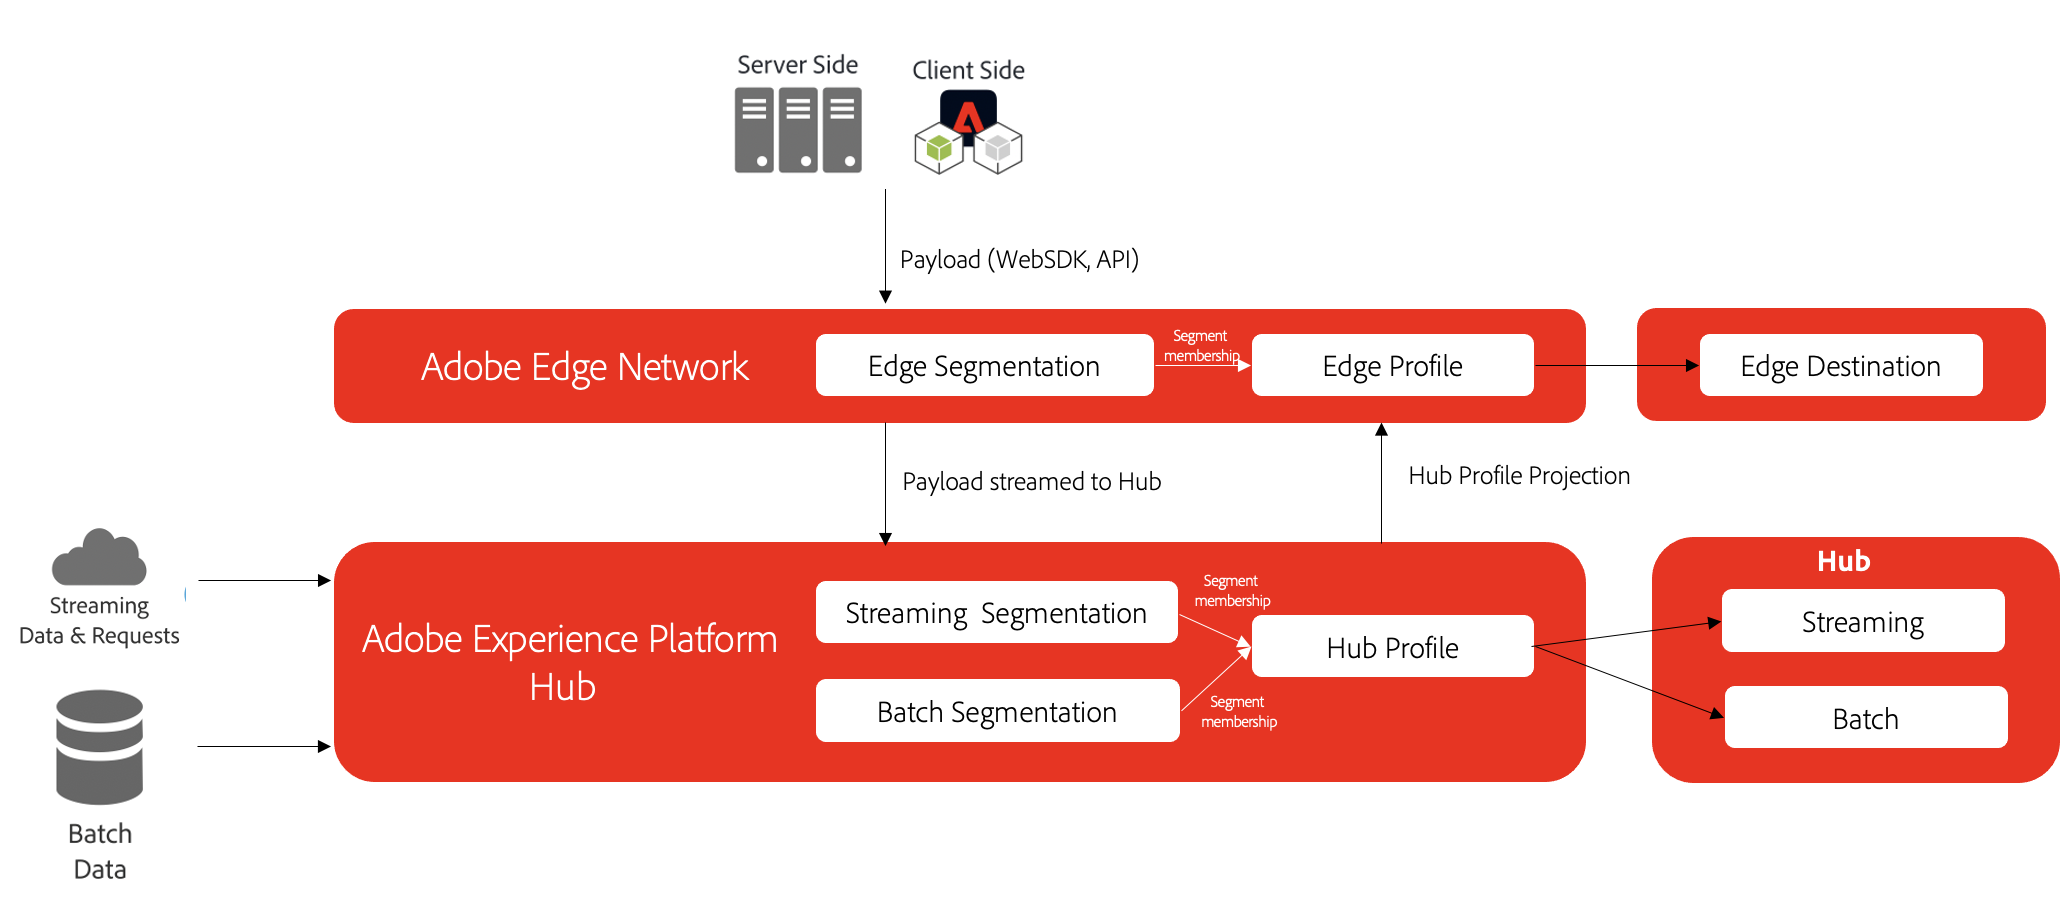 Server Side
Client Side
Payload (WebSDK, API)
Adobe Edge Network
Edge Segmentation
Segment
membership
Edge Profile
Edge Destination
Payload streamed to Hub
Hub Profile Projection
Streaming
Data & Requests
Batch
Data
Adobe Experience Platform
Hub
Streaming Segmentation
Segment
membership
Batch Segmentation
Segment
membership
Hub Profile
Hub
Streaming
Batch